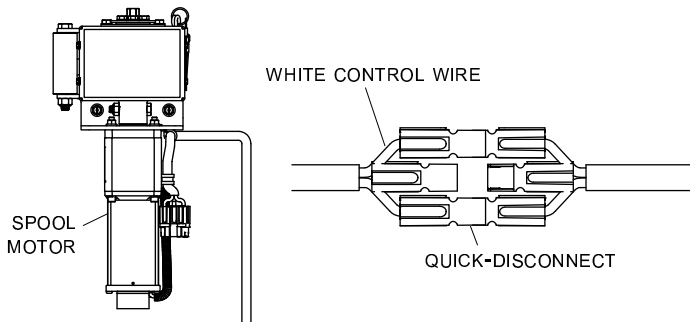 WHITE CONTROL WIRE
SPOOL
MOTOR
QUICK-DISCONNECT